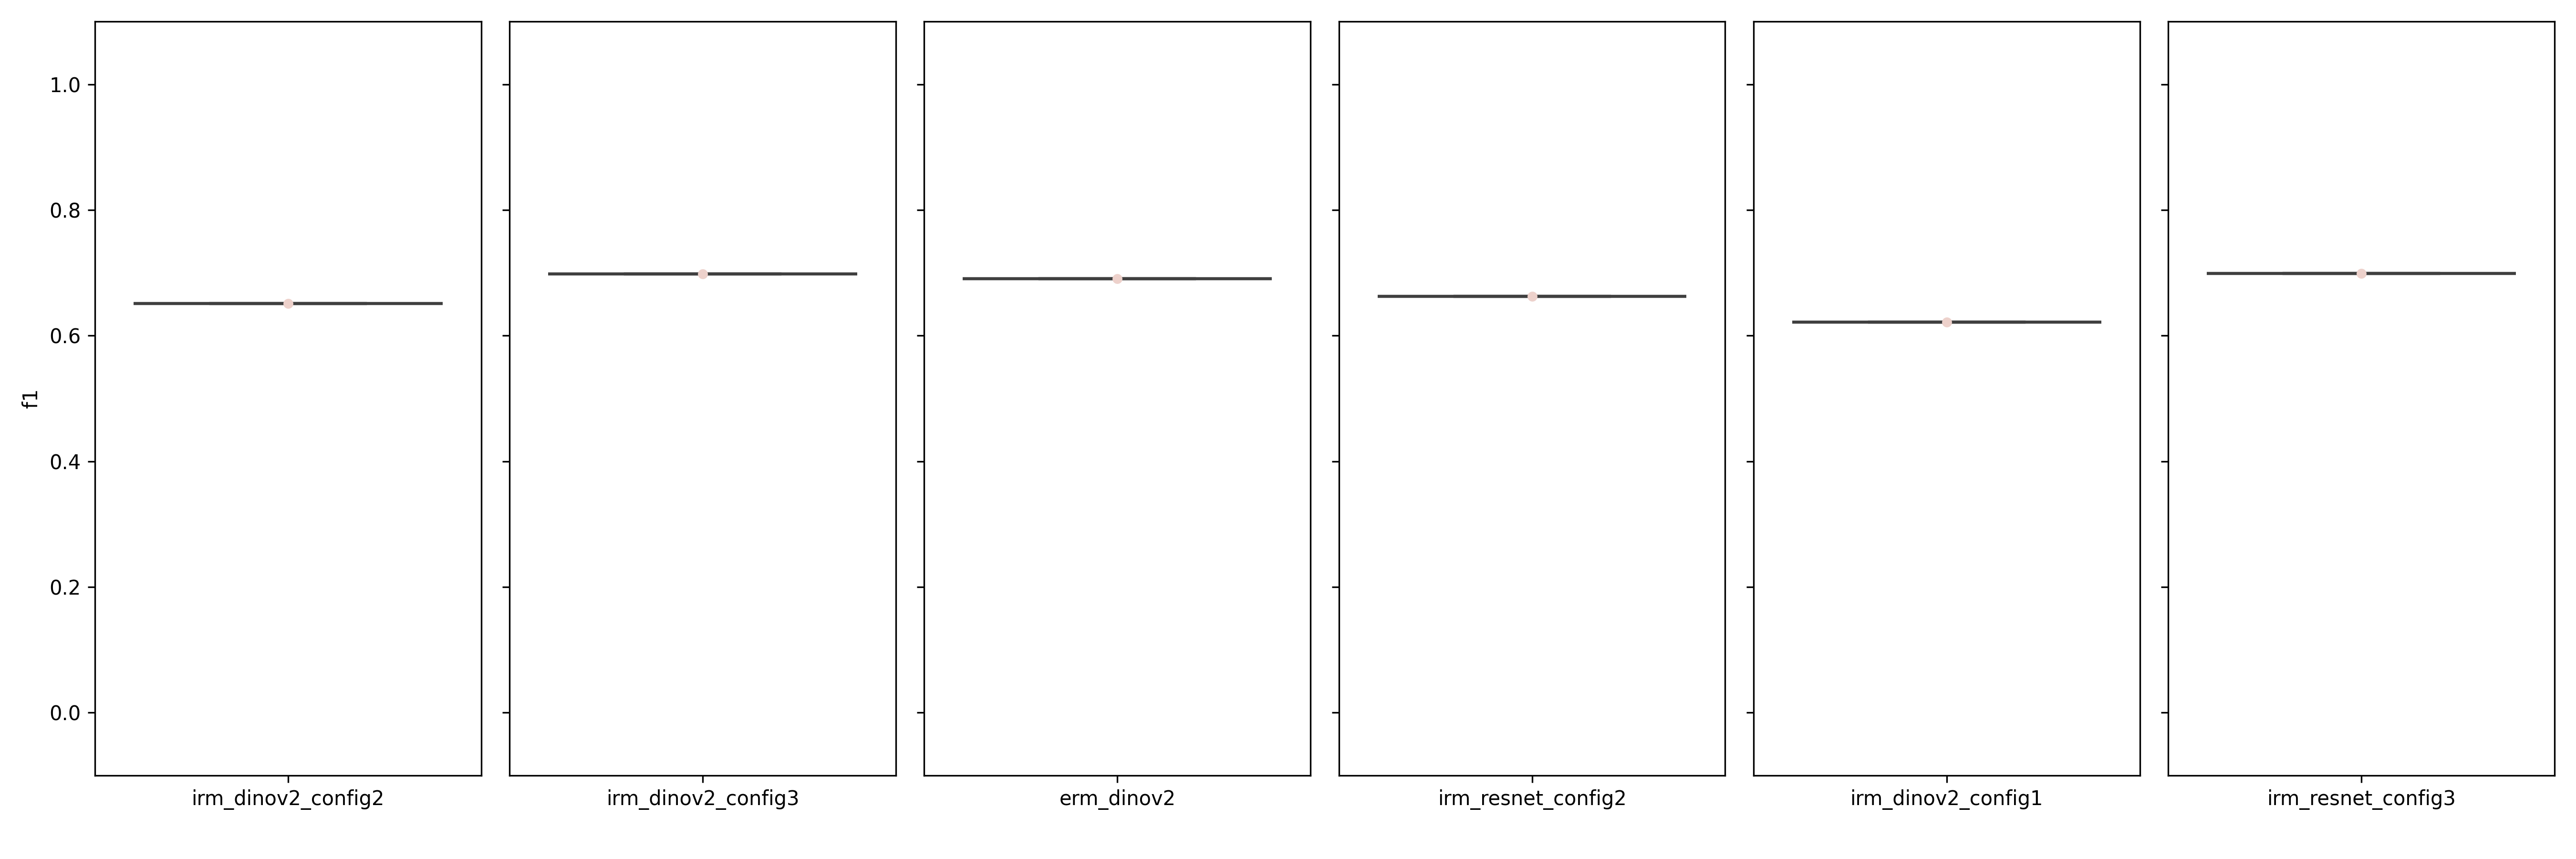 1.0
0.8
0.6
0.4
0.2
0.0
f1
irm_dinov2_config2
irm_dinov2_config3
erm_dinov2
irm_resnet_config2
irm_dinov2_config1
irm_resnet_config3